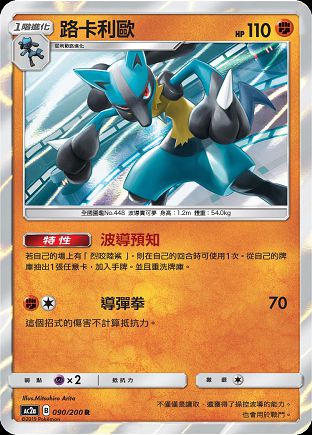 1階進化
路卡利歐
HP 110
從利歐路進化
全國圖鑑No.448 波導寶可夢 身高：1.2m 體重：54.0kg
特性 波導預知
若自己的場上有「烈咬陸鯊」，則在自己的回合時可使用1次。從自己的牌
庫抽出1張任意卡，加入手牌。並且重洗牌庫。
導彈拳 70
這個招式的傷害不計算抵抗力。
弱點 ×2 抵抗力 撤退
Illus.Mitsuhiro Arita
AC2a B 090/200 R
©2019 Pokémon
不僅僅是讀取，還獲得了操控波導的能力。
也會用於戰鬥。